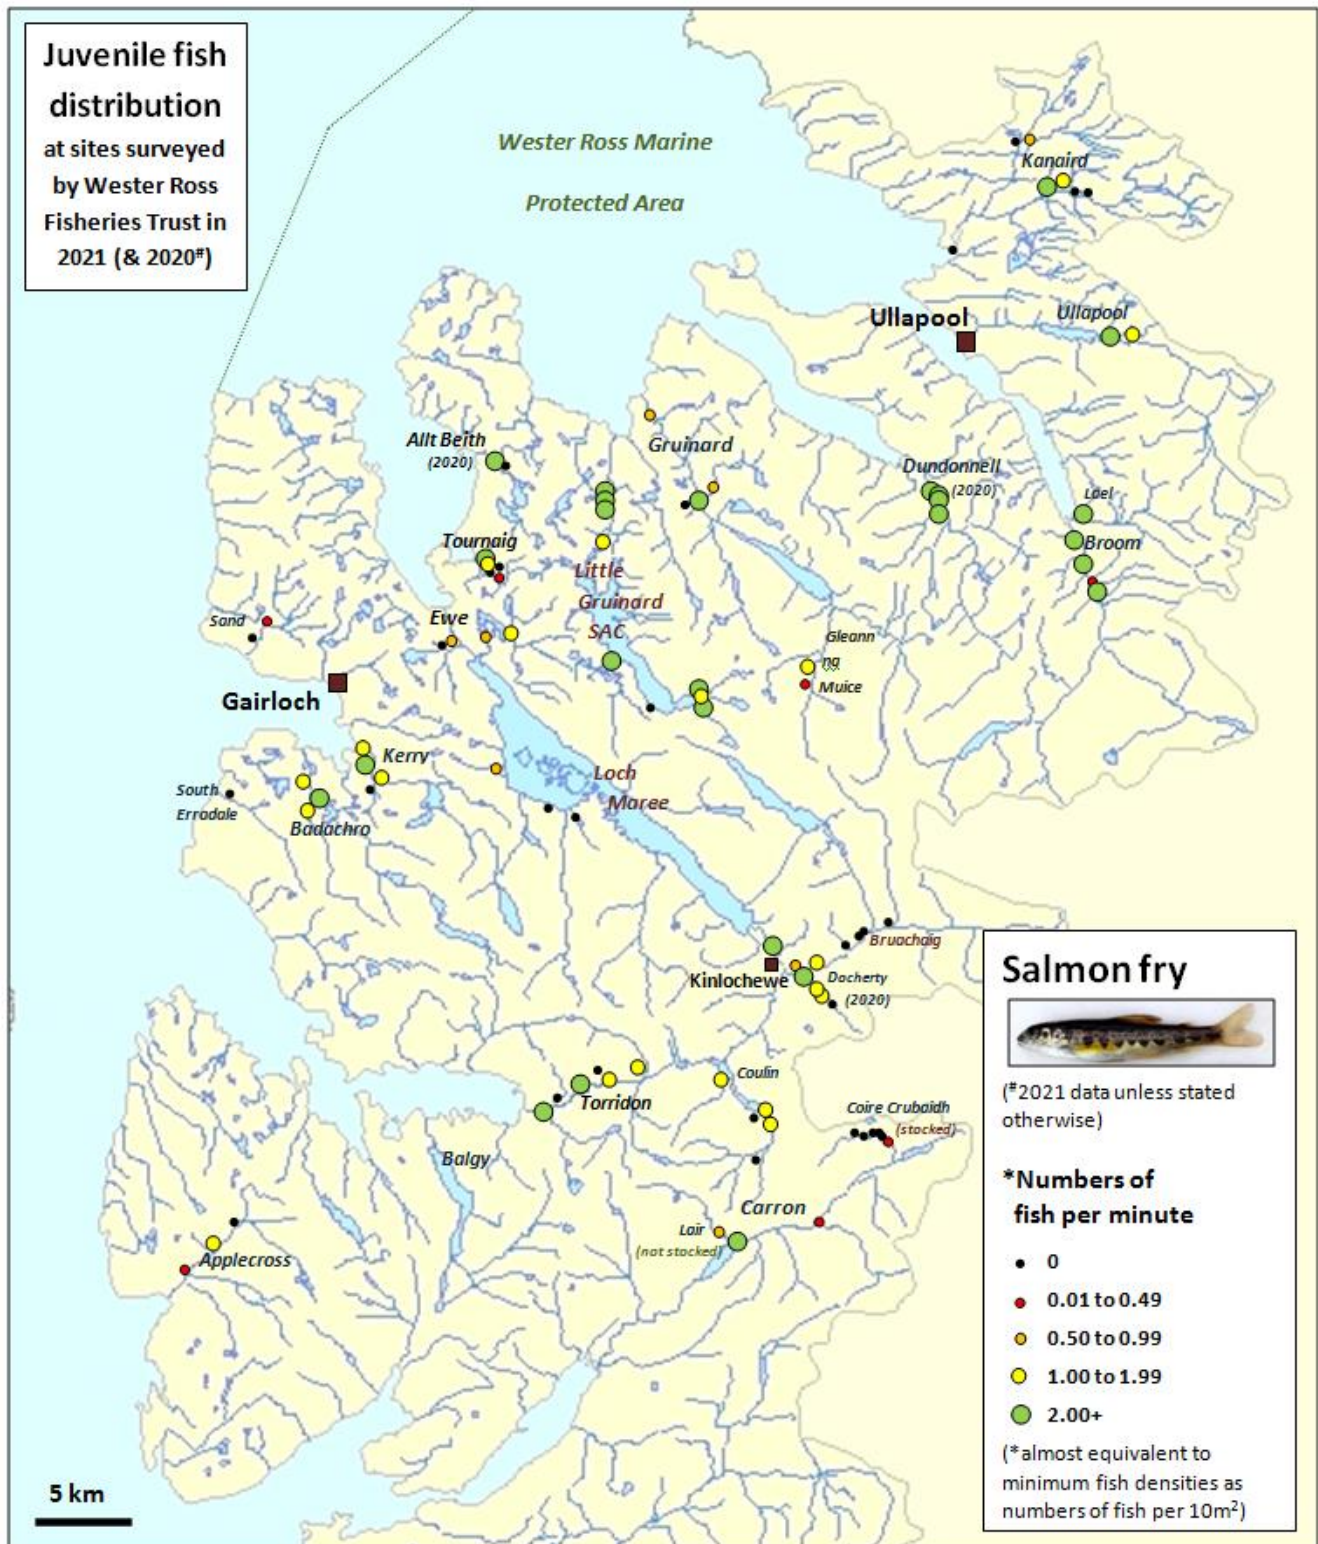 Juvenile fish
distribution
at sites surveyed
by Wester Ross
Fisheries Trust in
2021 (& 2020#)
Wester Ross Marine
Protected Area
Kanaird
Ullapool
Ullapool
Allt Beith
(2020)
Gruinard
Dundonnell
(2020)
Lael
Broom
Tournaig
Little
Gruinard
SAC
Sand
Ewe
Gleann
na
Muice
Gairloch
Kerry
South
Erradale
Badachro
Loch
Maree
Bruachaig
Kinlochewe
Docherty
(2020)
Coulin
Torridon
Coire Crubaidh
(stocked)
Balgy
Carron
Lair
(not stocked)
Applecross
5 km
Salmon fry
(#2021 data unless stated
otherwise)
*Numbers of
fish per minute
0
0.01 to 0.49
0.50 to 0.99
1.00 to 1.99
2.00+
(*almost equivalent to
minimum fish densities as
numbers of fish per 10m²)